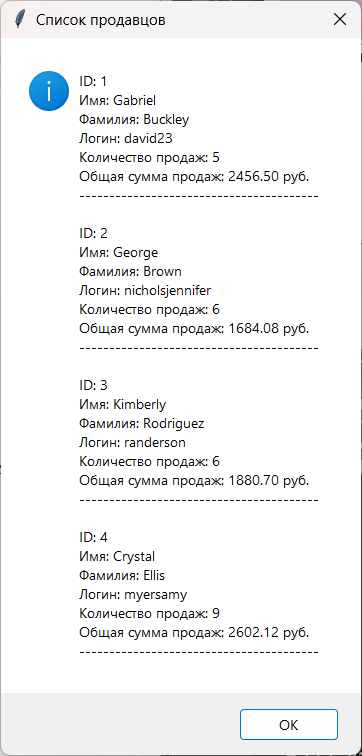 Список продавцов
ID: 1
Имя: Gabriel
Фамилия: Buckley
Логин: david23
Количество продаж: 5
Общая сумма продаж: 2456.50 руб.
----------------------------------------
ID: 2
Имя: George
Фамилия: Brown
Логин: nicholsjennifer
Количество продаж: 6
Общая сумма продаж: 1684.08 руб.
----------------------------------------
ID: 3
Имя: Kimberly
Фамилия: Rodriguez
Логин: randerson
Количество продаж: 6
Общая сумма продаж: 1880.70 руб.
----------------------------------------
ID: 4
Имя: Crystal
Фамилия: Ellis
Логин: myersamy
Количество продаж: 9
Общая сумма продаж: 2602.12 руб.
----------------------------------------
ОК